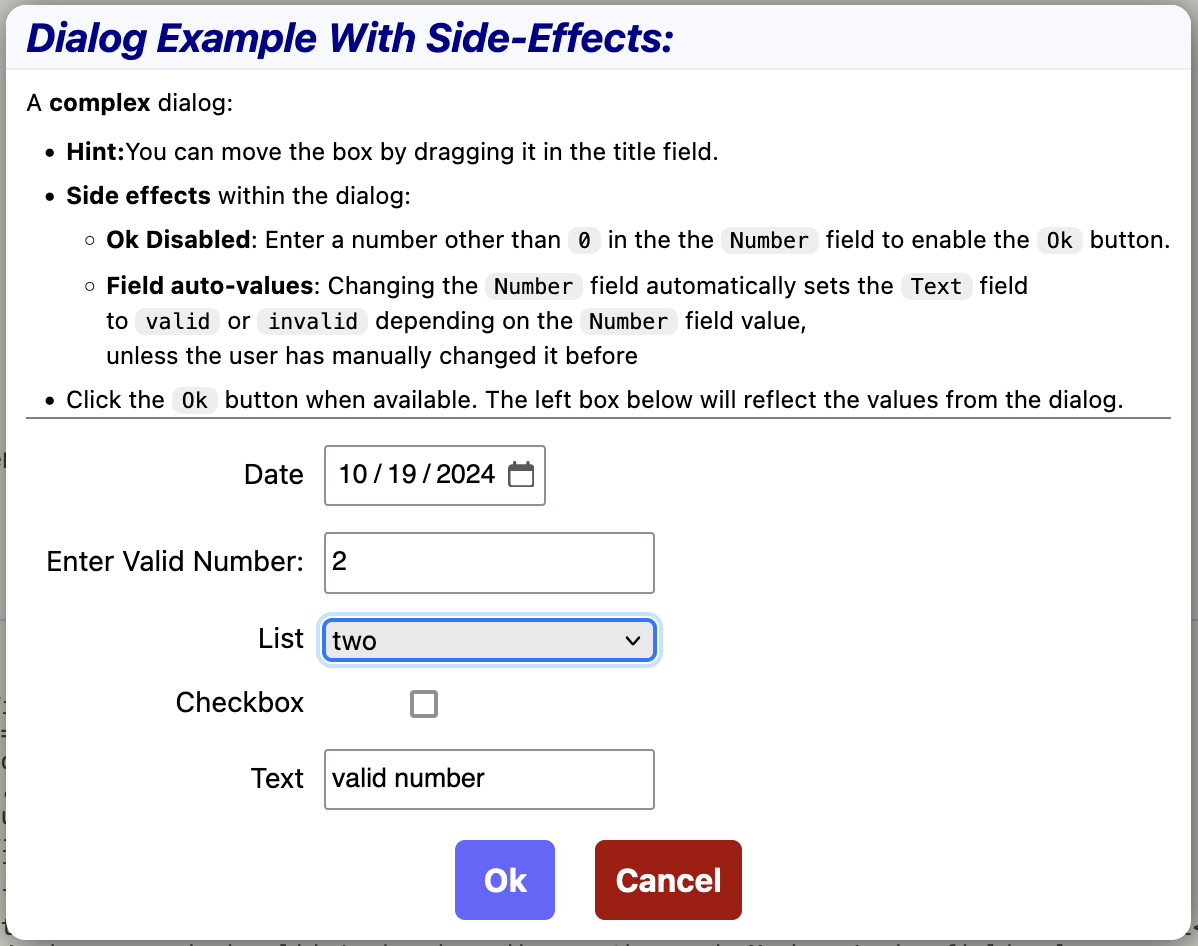 Dialog Example With Side-Effects:
A complex dialog:
• Hint:You can move the box by dragging it in the title field.
• Side effects within the dialog:
◦ Ok Disabled: Enter a number other than 0 in the the Number field to enable the Ok button.
◦ Field auto-values: Changing the Number field automatically sets the Text field
to valid or invalid depending on the Number field value,
unless the user has manually changed it before
• Click the Ok button when available. The left box below will reflect the values from the dialog.
Date 10/19/2024
Enter Valid Number: 2
List two
Checkbox
Text valid number
Ok Cancel